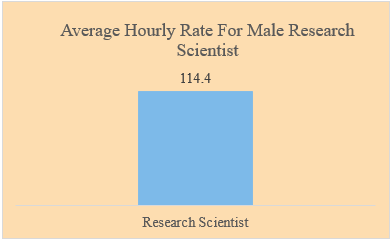 Average Hourly Rate For Male Research
Scientist
114.4
Research Scientist